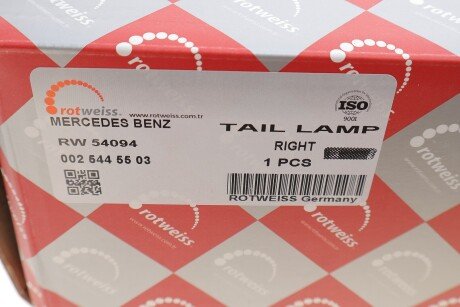 rotweiss
www.rotweiss.com.tr
MERCEDES BENZ
RW 54094
002 544 55 03
ISO
9001
TAIL LAMP
RIGHT
1 PCS
ROTWEISS Germany
rotweiss
rotweiss
rotweiss
rotweiss